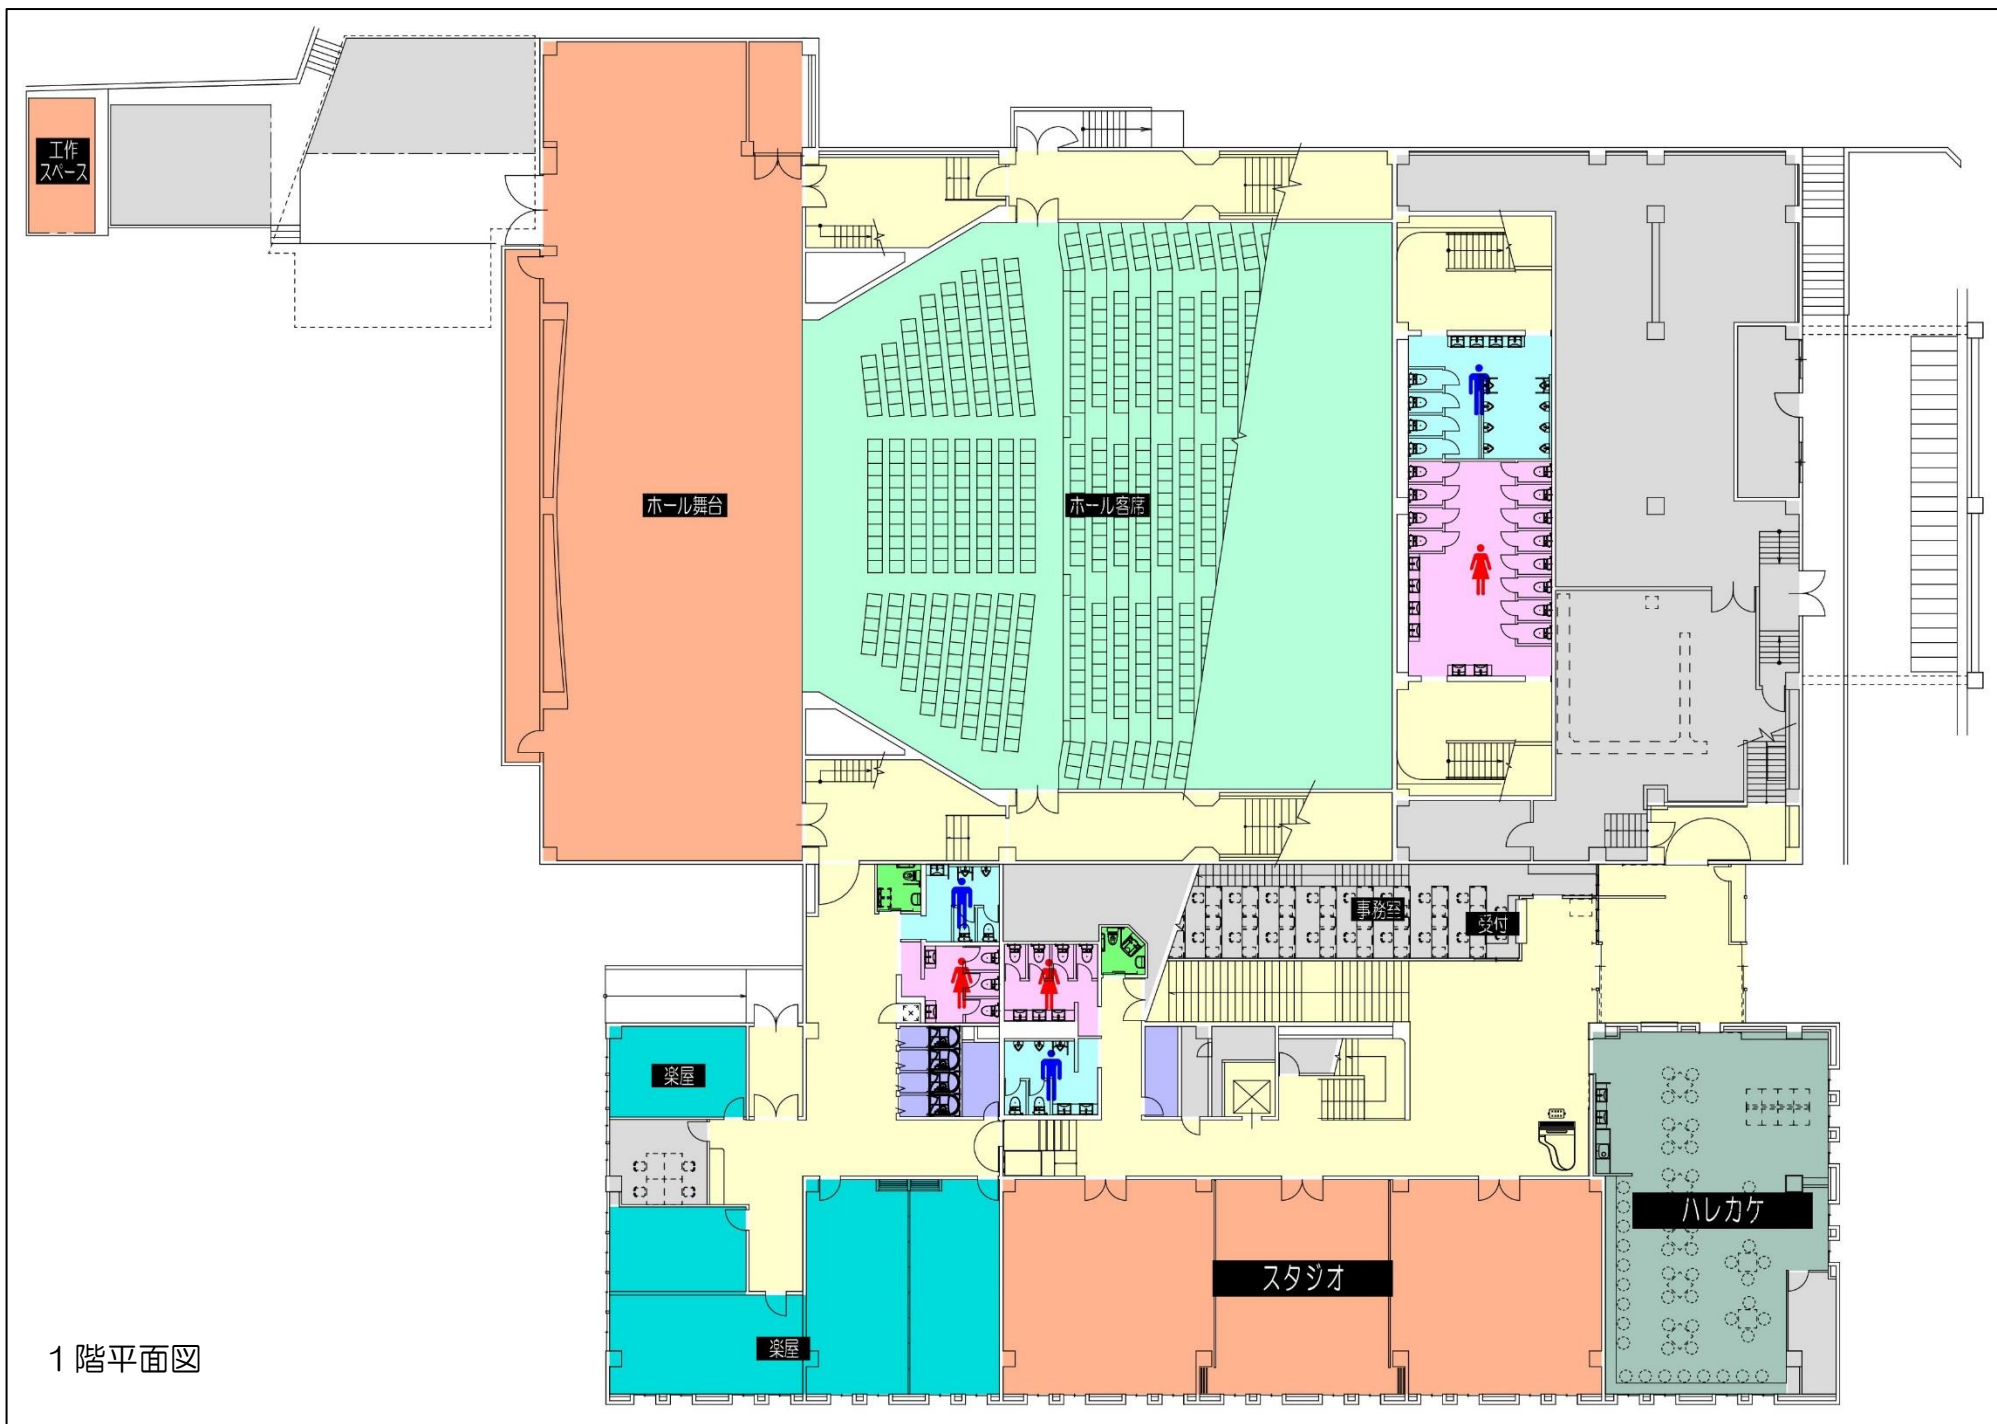 工作
スペース
ホール舞台
ホール客席
事務室
受付
楽屋
ハレカケ
スタジオ
楽屋
1階平面図